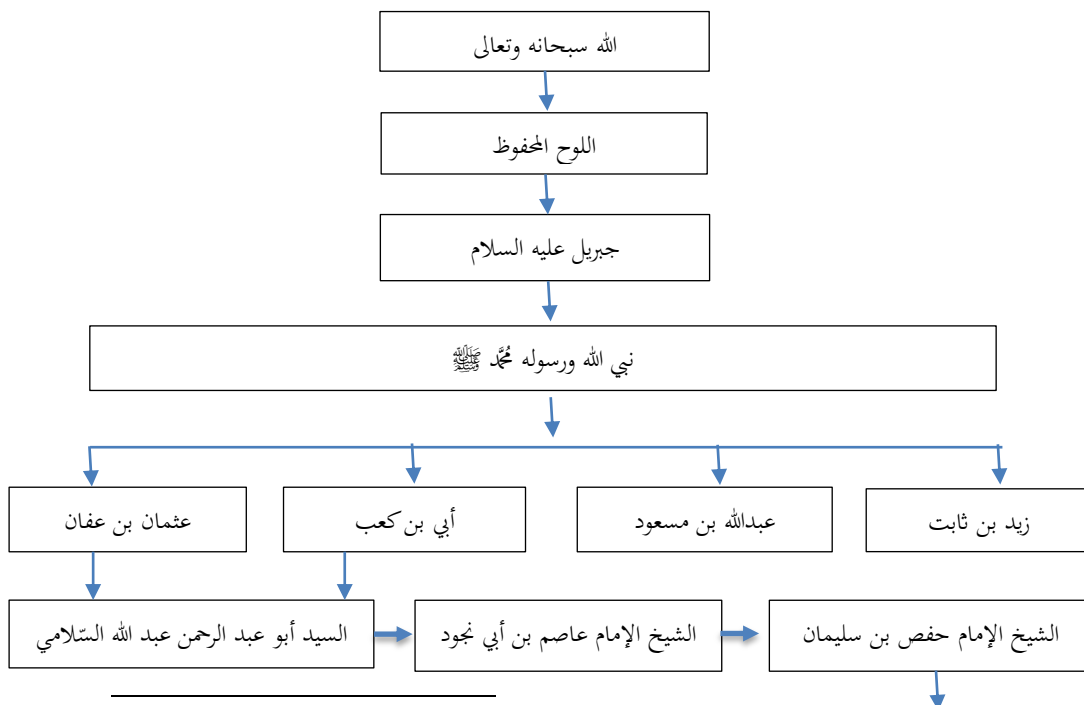 الله سبحانه وتعالى
اللوح المحفوظ
جبريل عليه السلام
نبي الله ورسوله مُحَمَّد ﷺ
زيد بن ثابت
عبدالله بن مسعود
أبي بن كعب
عثمان بن عفان
الشيخ الإمام حفص بن سليمان
الشيخ الإمام عاصم بن أبي نجود
السيد أبو عبد الرحمن عبد الله السّلامي